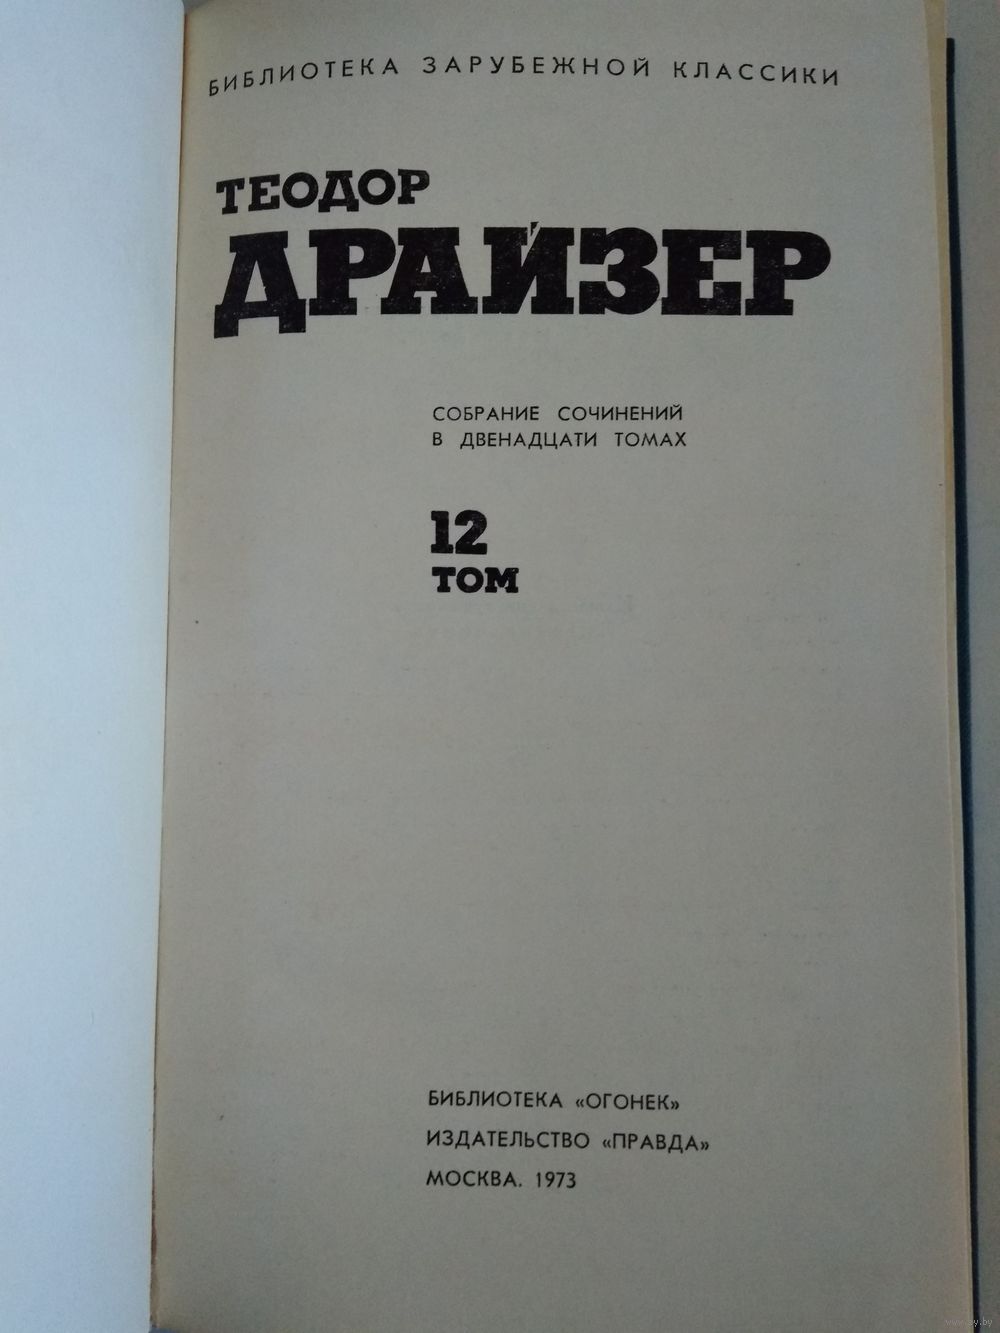 БИБЛИОТЕКА ЗАРУБЕЖНОЙ КЛАССИКИ
ТЕОДОР
ДРАЙЗЕР
СОБРАНИЕ СОЧИНЕНИЙ
В ДВЕНАДЦАТИ ТОМАХ
12
ТОМ
БИБЛИОТЕКА «ОГОНЕК»
ИЗДАТЕЛЬСТВО «ПРАВДА»
МОСКВА. 1973